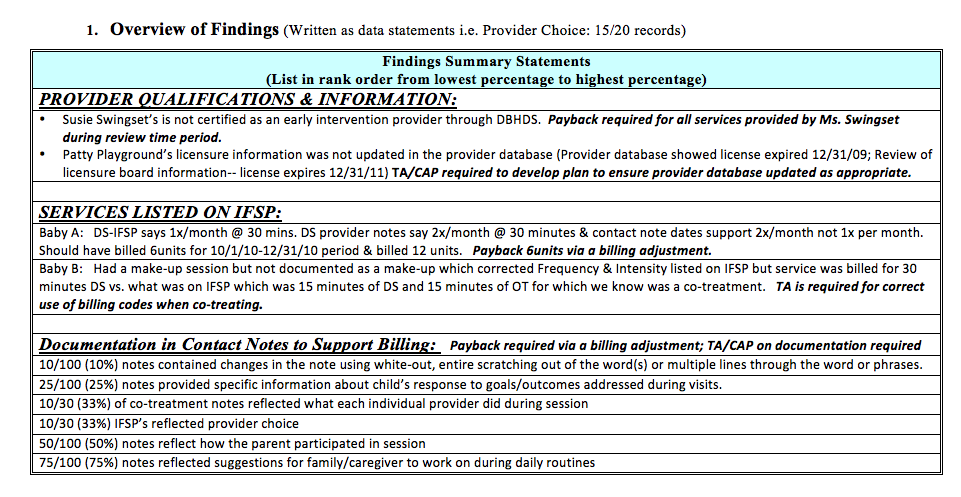 1. Overview of Findings (Written as data statements i.e. Provider Choice: 15/20 records)
Findings Summary Statements
(List in rank order from lowest percentage to highest percentage)
PROVIDER QUALIFICATIONS & INFORMATION:
• Susie Swingset's is not certified as an early intervention provider through DBHDS. Payback required for all services provided by Ms. Swingset
during review time period.
• Patty Playground's licensure information was not updated in the provider database (Provider database showed license expired 12/31/09; Review of
licensure board information-- license expires 12/31/11) TA/CAP required to develop plan to ensure provider database updated as appropriate.
SERVICES LISTED ON IFSP:
Baby A: DS-IFSP says 1x/month @ 30 mins. DS provider notes say 2x/month @ 30 minutes & contact note dates support 2x/month not 1x per month.
Should have billed 6units for 10/1/10-12/31/10 period & billed 12 units. Payback 6units via a billing adjustment.
Baby B: Had a make-up session but not documented as a make-up which corrected Frequency & Intensity listed on IFSP but service was billed for 30
minutes DS vs. what was on IFSP which was 15 minutes of DS and 15 minutes of OT for which we know was a co-treatment. TA is required for correct
use of billing codes when co-treating.
Documentation in Contact Notes to Support Billing: Payback required via a billing adjustment; TA/CAP on documentation required
10/100 (10%) notes contained changes in the note using white-out, entire scratching out of the word(s) or multiple lines through the word or phrases.
25/100 (25%) notes provided specific information about child's response to goals/outcomes addressed during visits.
10/30 (33%) of co-treatment notes reflected what each individual provider did during session
10/30 (33%) IFSP's reflected provider choice
50/100 (50%) notes reflect how the parent participated in session
75/100 (75%) notes reflected suggestions for family/caregiver to work on during daily routines